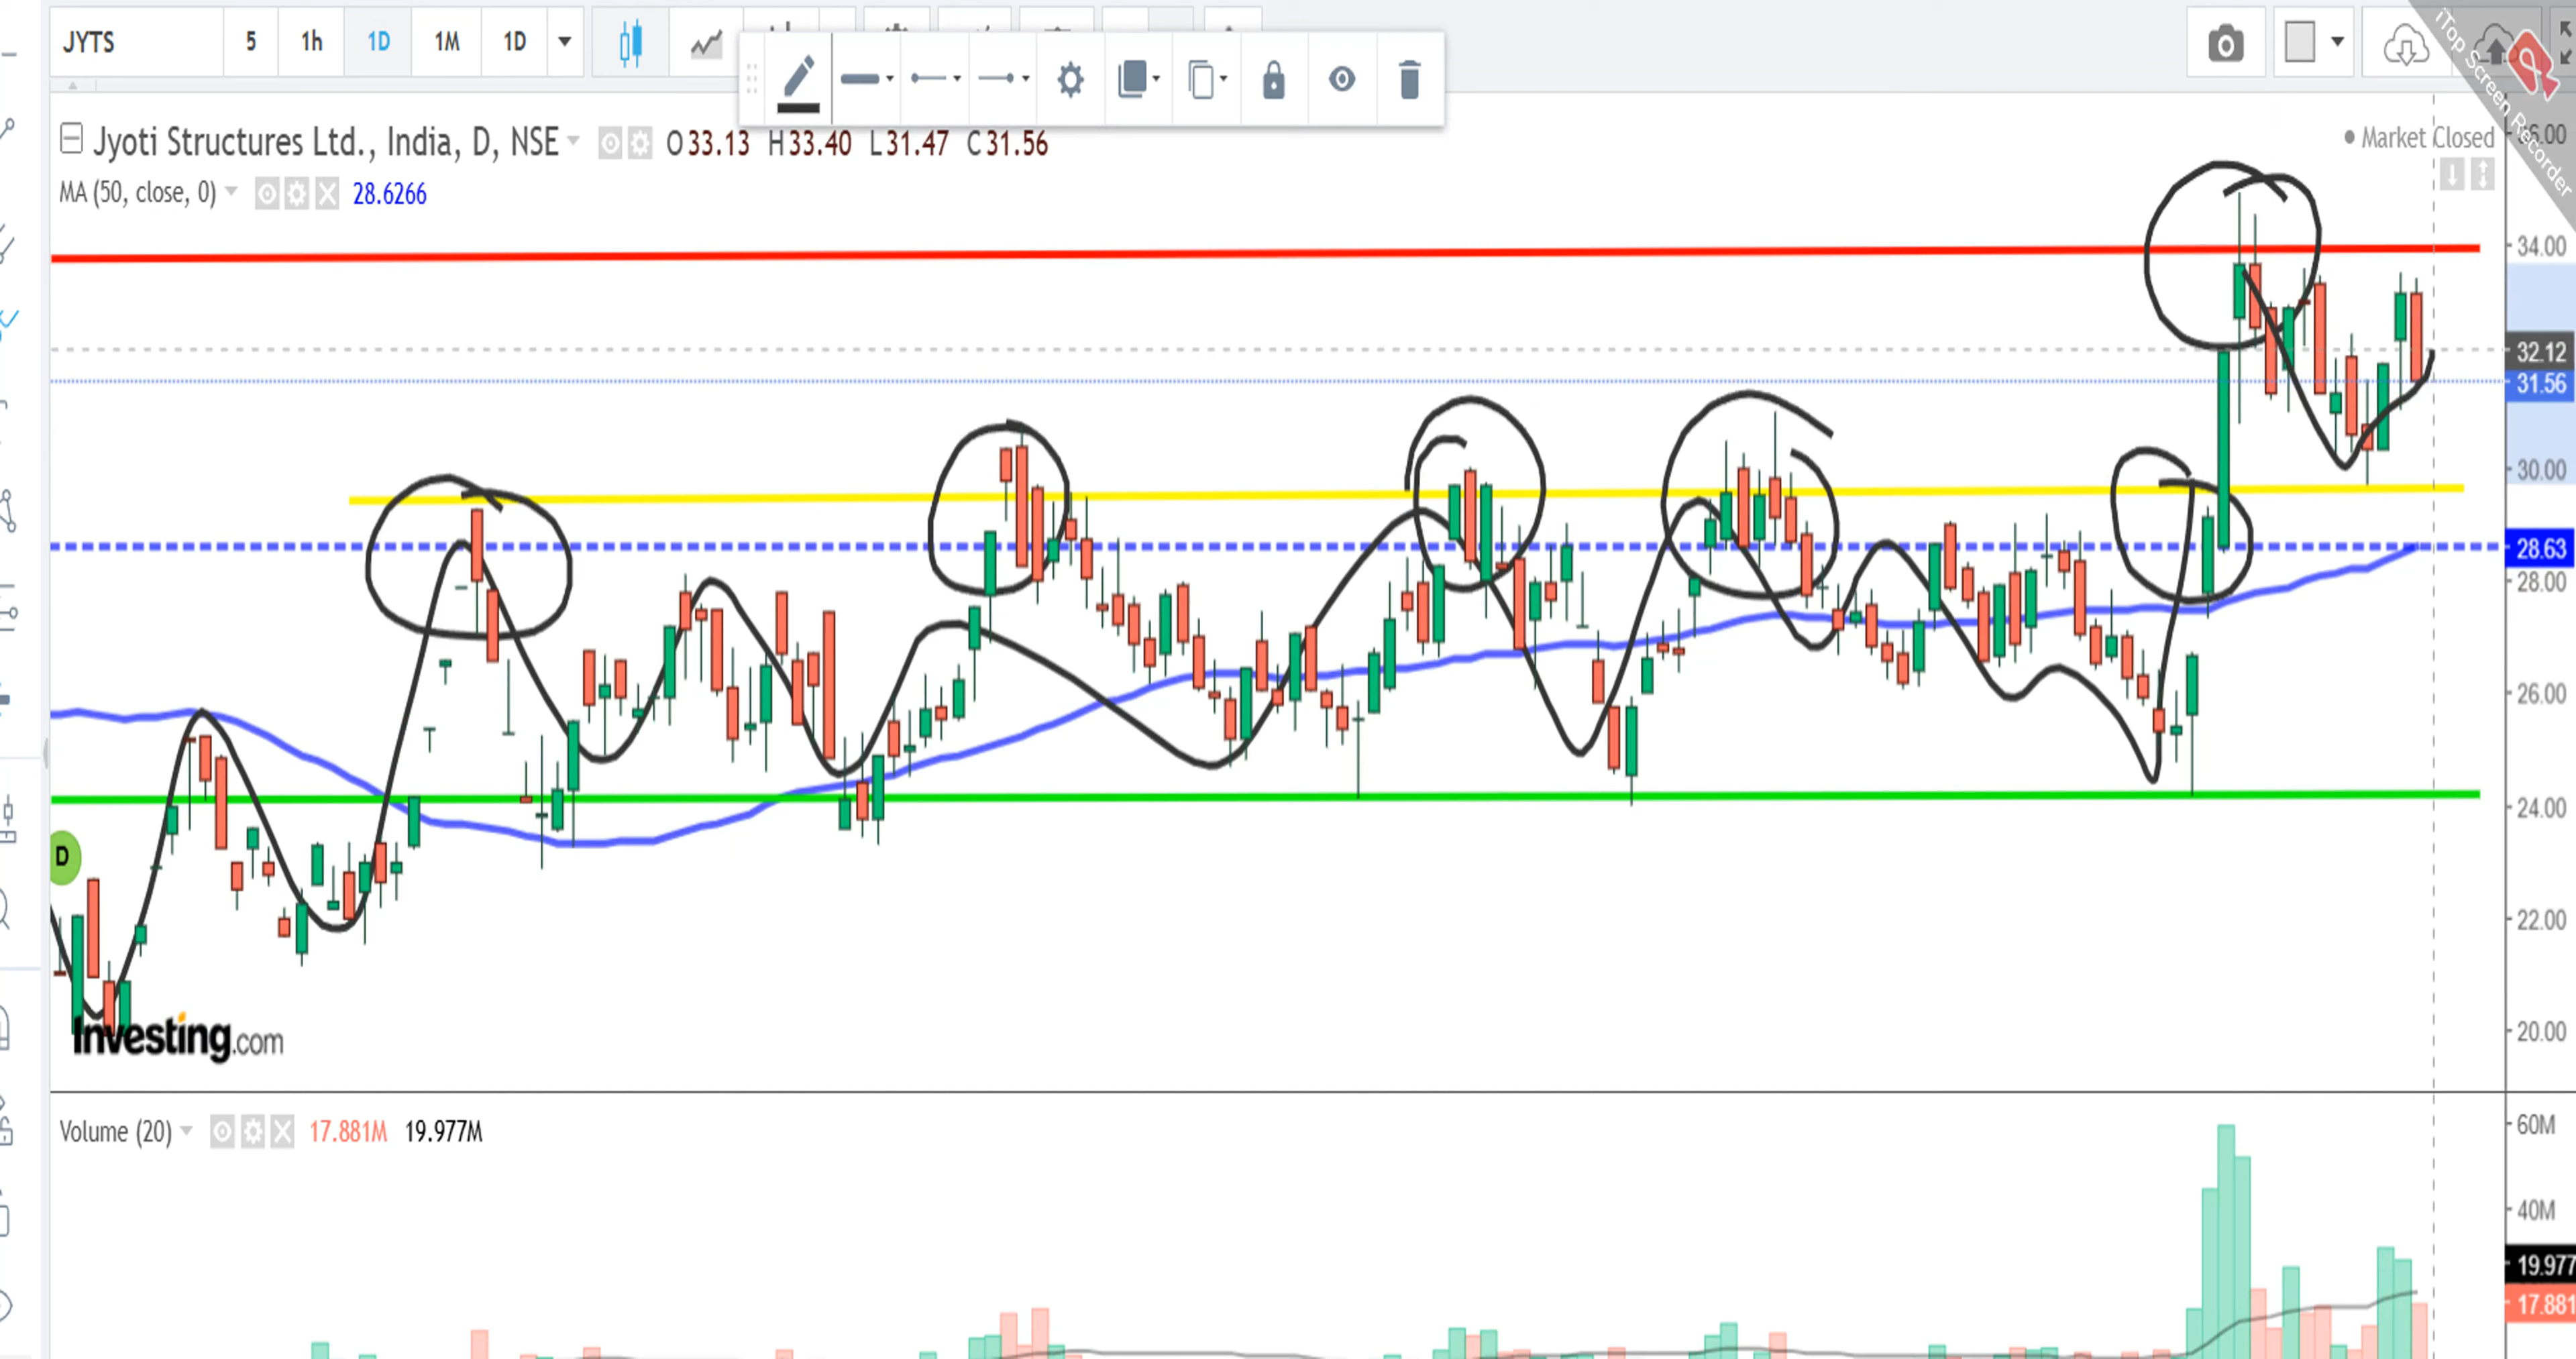 JYTS 5 1h 1D 1M 1D
iTop Screen Recorder
Jyoti Structures Ltd., India, D, NSE O33.13 H33.40 L31.47 C31.56
Market Closed
MA (50, close, 0) 28.6266
34.00
32.12
31.56
30.00
28.63
28.00
26.00
24.00
D
22.00
20.00
Investing.com
Volume (20) 17.881M 19.977M
60M
40M
19.977
17.881